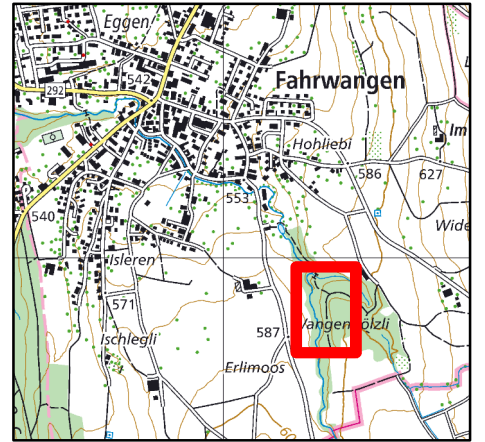 Eggen
542
292
Fahrwangen
Hohliebi
Im
586
627
553
540
Wide
Isleren
571
587
Ischlegli
Erlimoos